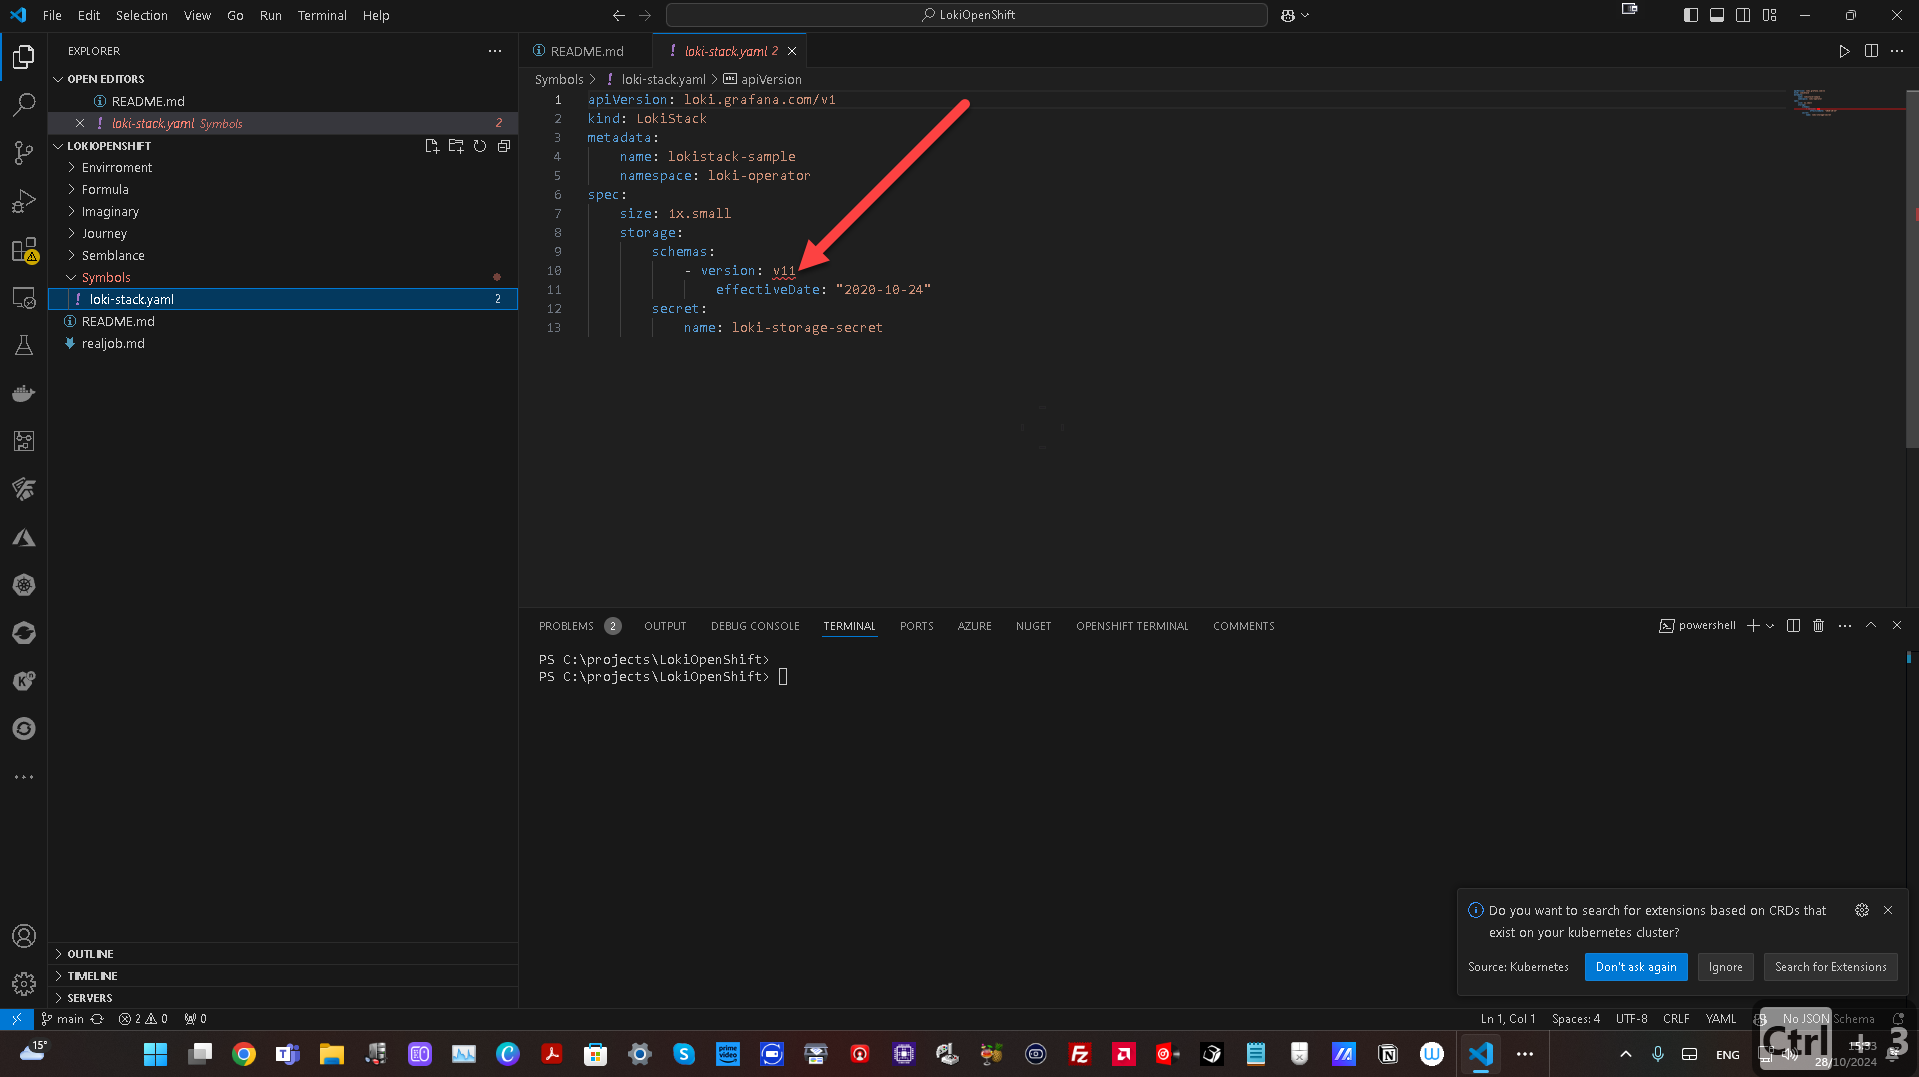 File Edit Selection View Go Run Terminal Help
LokiOpenShift
EXPLORER
OPEN EDITORS
README.md
loki-stack.yaml Symbols 2
LOKIOPENSHIFT
Envirroment
Formula
Imaginary
Journey
Semblance
Symbols
loki-stack.yaml 2
README.md
realjob.md
OUTLINE
TIMELINE
SERVERS
README.md
loki-stack.yaml 2
Symbols > loki-stack.yaml > apiVersion
1 apiVersion: loki.grafana.com/v1
2 kind: LokiStack
3 metadata:
4 name: lokistack-sample
5 namespace: loki-operator
6 spec:
7 size: 1x.small
8 storage:
9 schemas:
10 - version: v11
11 effectiveDate: "2020-10-24"
12 secret:
13 name: loki-storage-secret
PROBLEMS 2 OUTPUT DEBUG CONSOLE TERMINAL PORTS AZURE NUGET OPENSHIFT TERMINAL COMMENTS
powershell
PS C:\projects\LokiOpenShift>
PS C:\projects\LokiOpenShift>
Do you want to search for extensions based on CRDs that
exist on your kubernetes cluster?
Source: Kubernetes Don't ask again Ignore Search for Extensions
main 2 0 0
Ln 1, Col 1 Spaces: 4 UTF-8 CRLF YAML No JSON Schema
Ctrl + 3
15°
ENG
28/10/2024